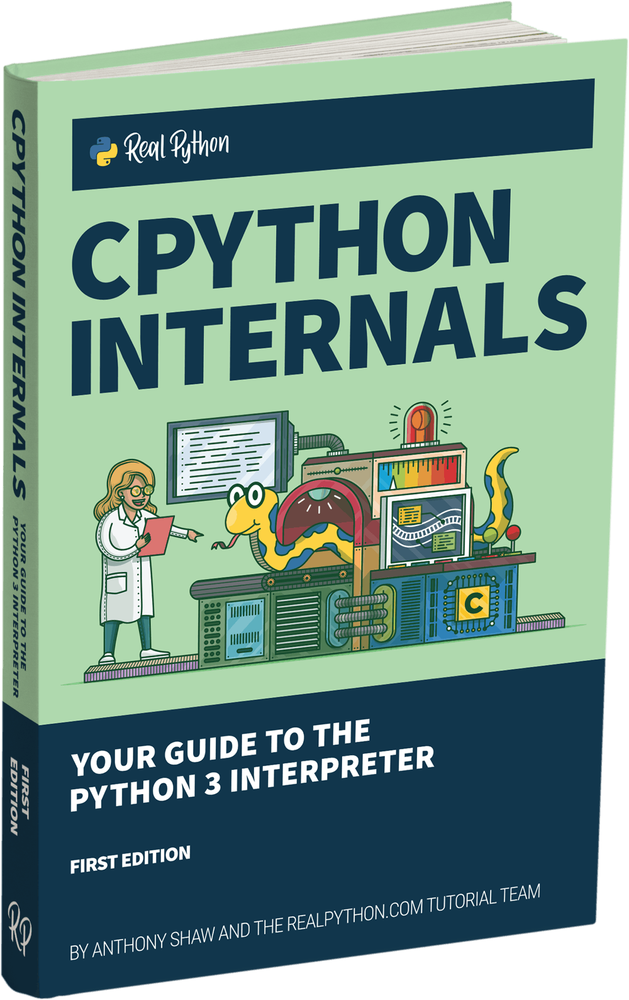 Real Python
CPYTHON
INTERNALS
C
YOUR GUIDE TO THE
PYTHON 3 INTERPRETER
FIRST EDITION
BY ANTHONY SHAW AND THE REALPYTHON.COM TUTORIAL TEAM
CPYTHON INTERNALS
YOUR GUIDE TO THE
PYTHON 3 INTERPRETER
FIRST
EDITION
RP